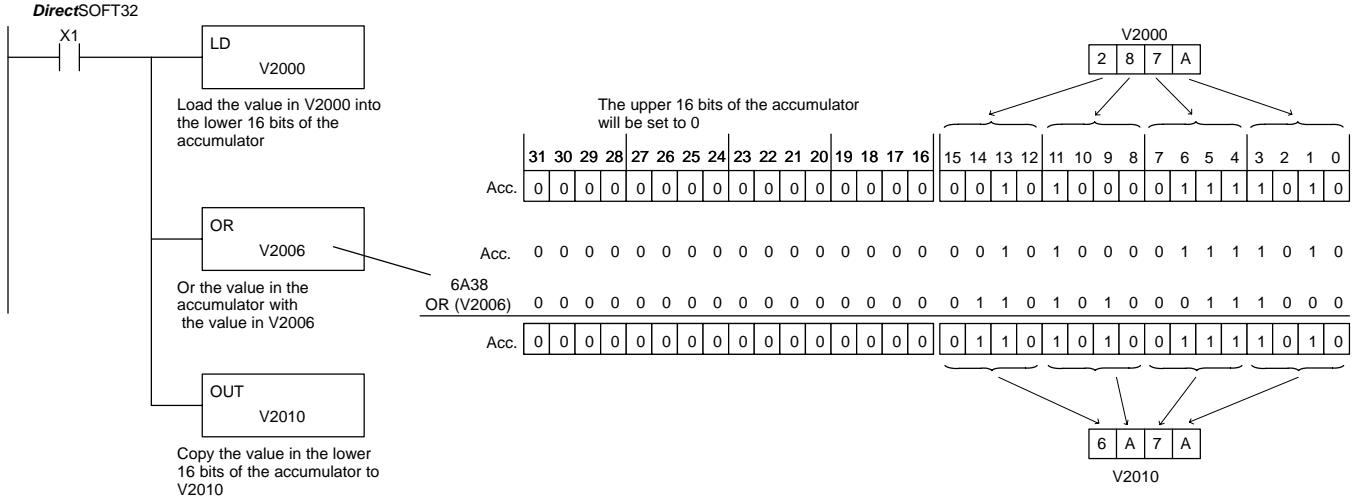 DirectSOFT32
X1
LD
V2000
Load the value in V2000 into
the lower 16 bits of the
accumulator
OR
V2006
Or the value in the
accumulator with
the value in V2006
OUT
V2010
Copy the value in the lower
16 bits of the accumulator to
V2010
V2000
2 8 7 A
The upper 16 bits of the accumulator
will be set to 0
31 30 29 28 27 26 25 24 23 22 21 20 19 18 17 16 15 14 13 12 11 10 9 8 7 6 5 4 3 2 1 0
Acc. 0 0 0 0 0 0 0 0 0 0 0 0 0 0 0 0 0 0 1 0 1 0 0 0 0 1 1 1 1 0 1 0
Acc. 0 0 0 0 0 0 0 0 0 0 0 0 0 0 0 0 0 0 1 0 1 0 0 0 0 1 1 1 1 0 1 0
6A38
OR (V2006) 0 0 0 0 0 0 0 0 0 0 0 0 0 0 0 0 0 1 1 0 1 0 1 0 0 0 1 1 1 0 0 0
Acc. 0 0 0 0 0 0 0 0 0 0 0 0 0 0 0 0 0 1 1 0 1 0 1 0 0 1 1 1 1 0 1 0
6 A 7 A
V2010